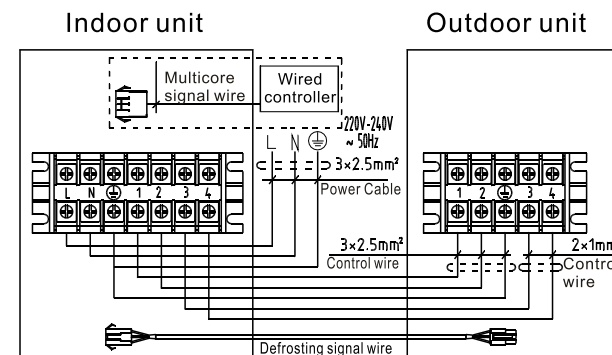 Indoor unit
Outdoor unit
Multicore
signal wire
Wired
controller
L N
220V-240V
~ 50Hz
3×2.5mm²
Power Cable
L N 1 2 3 4
1 2 3 4
3×2.5mm²
Control wire
2×1mm
Contro
wire
Defrosting signal wire